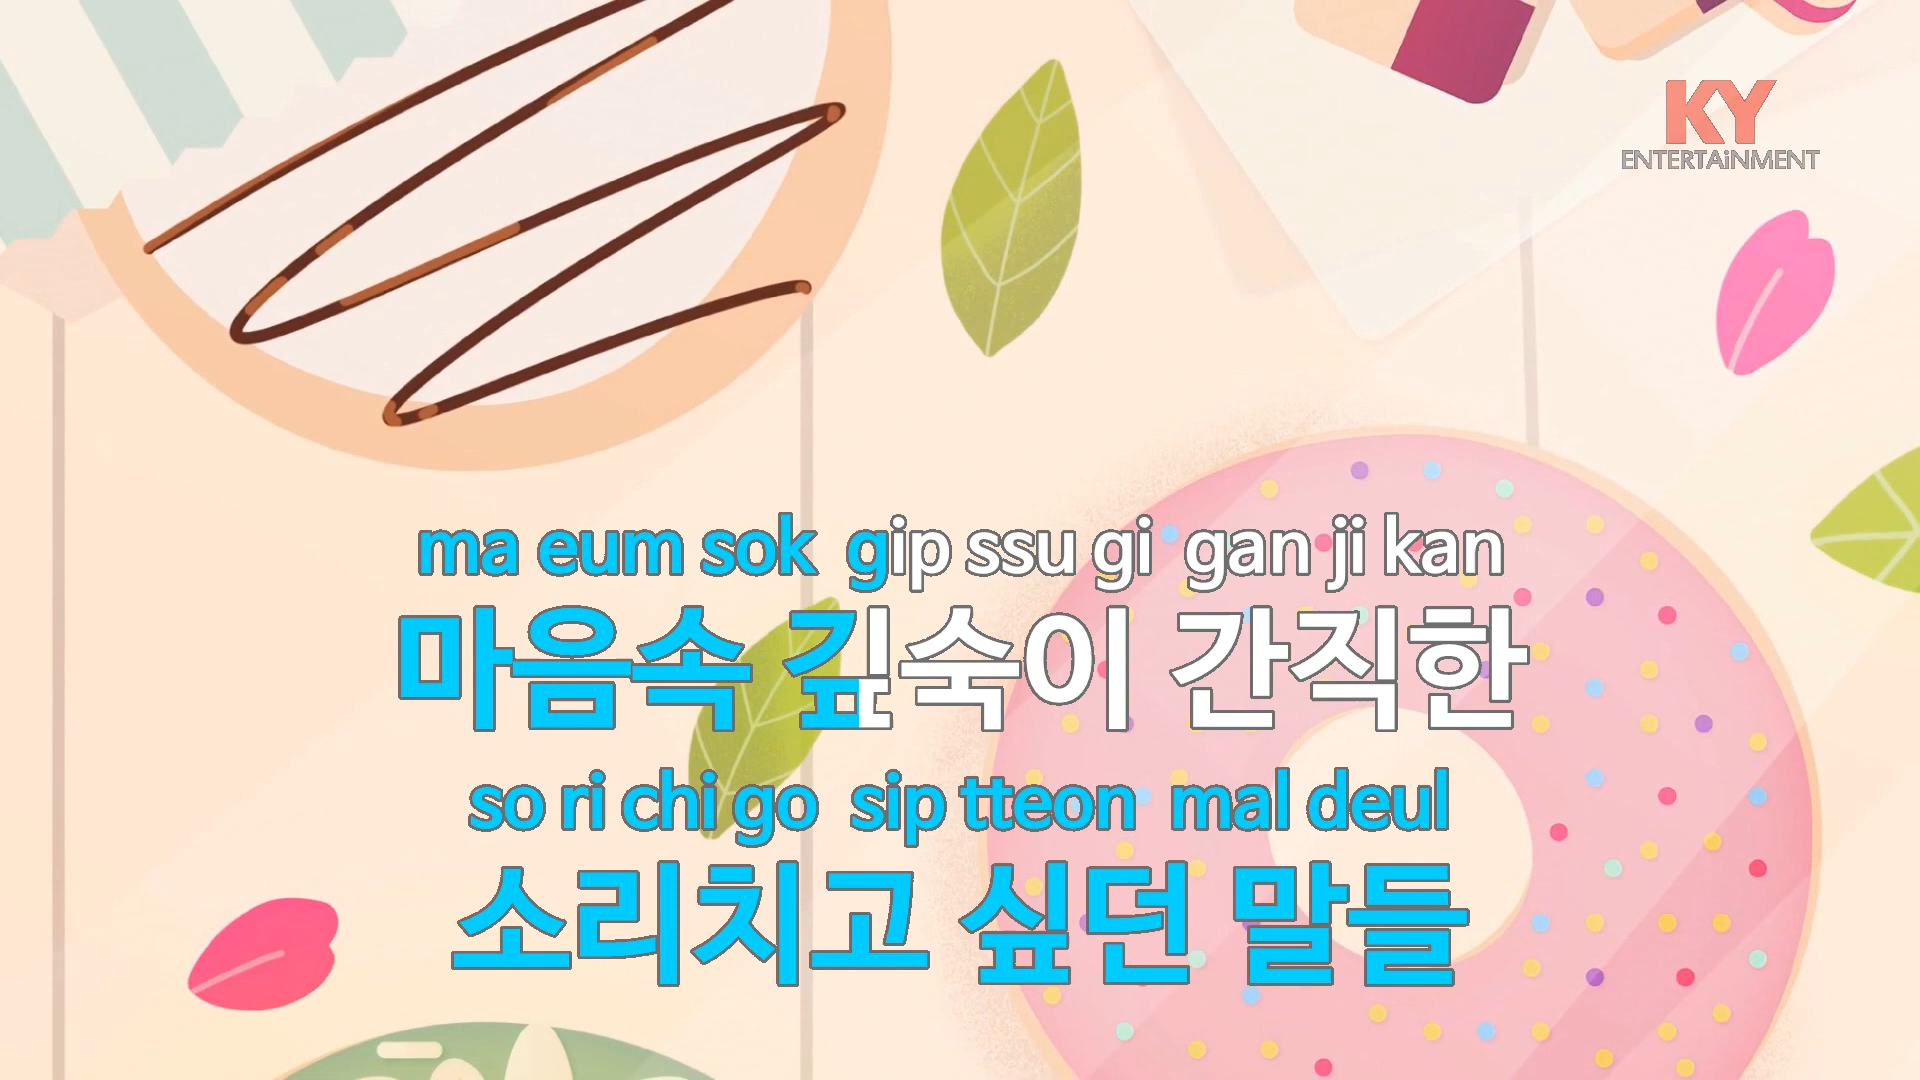 KY
ENTERTAiNMENT
ma eum sok gip ssu gi gan ji kan
마음속 깊숙이 간직한
so ri chi go sip tteon mal deul
소리치고 싶던 말들